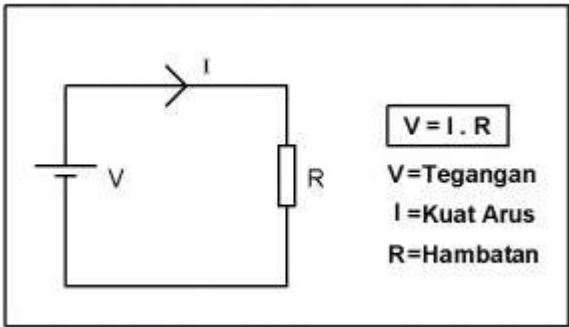 I
V
R
V = I . R
V=Tegangan
I =Kuat Arus
R=Hambatan